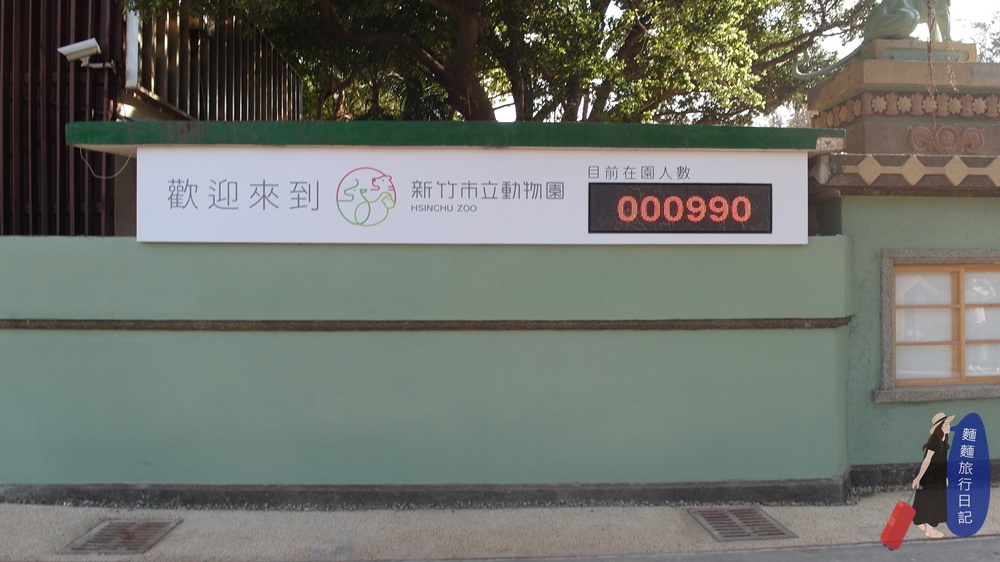 歡迎來到
新竹市立動物園
HSINCHU ZOO
目前在園人數
000990
麵麵旅行日記